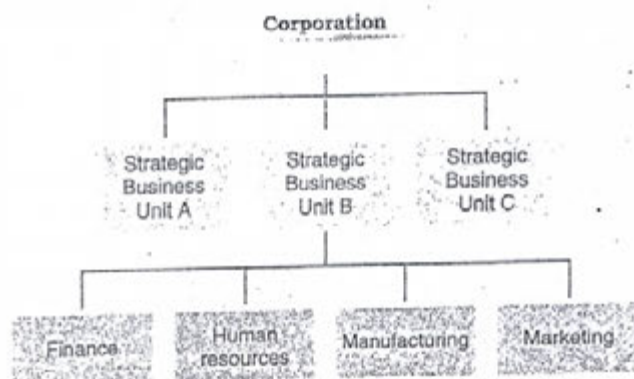 Corporation
Strategic
Business
Unit A
Strategic
Business
Unit B
Strategic
Business
Unit C
Finance
Human
resources
Manufacturing
Marketing